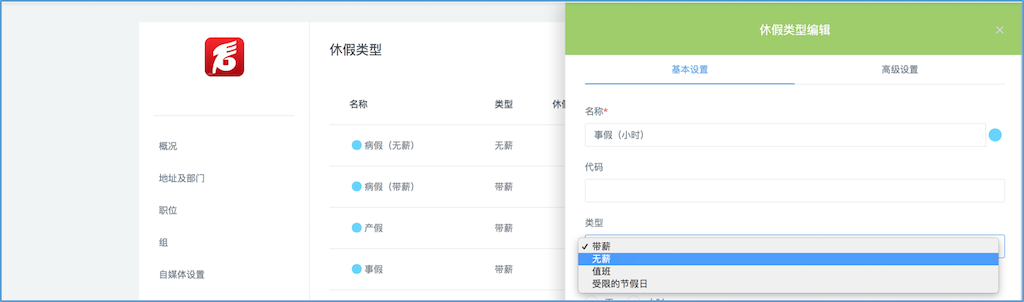 休假类型
名称 类型
病假（无薪） 无薪
病假（带薪） 带薪
产假 带薪
事假 带薪
概况
地址及部门
职位
组
自媒体设置
休假类型编辑
基本设置 高级设置
名称*
事假（小时）
代码
类型
✓ 带薪
无薪
值班
受限的节假日